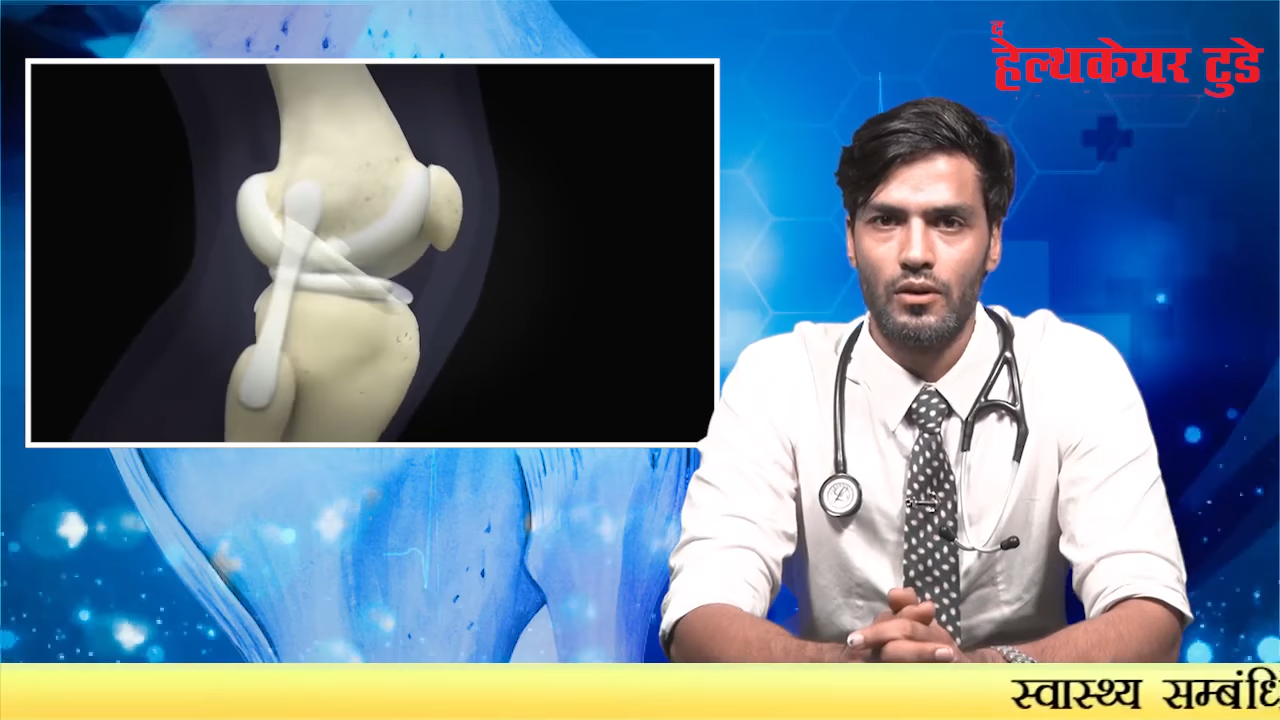 द
हेल्थकेयर टुडे
स्वास्थ्य सम्बंधि